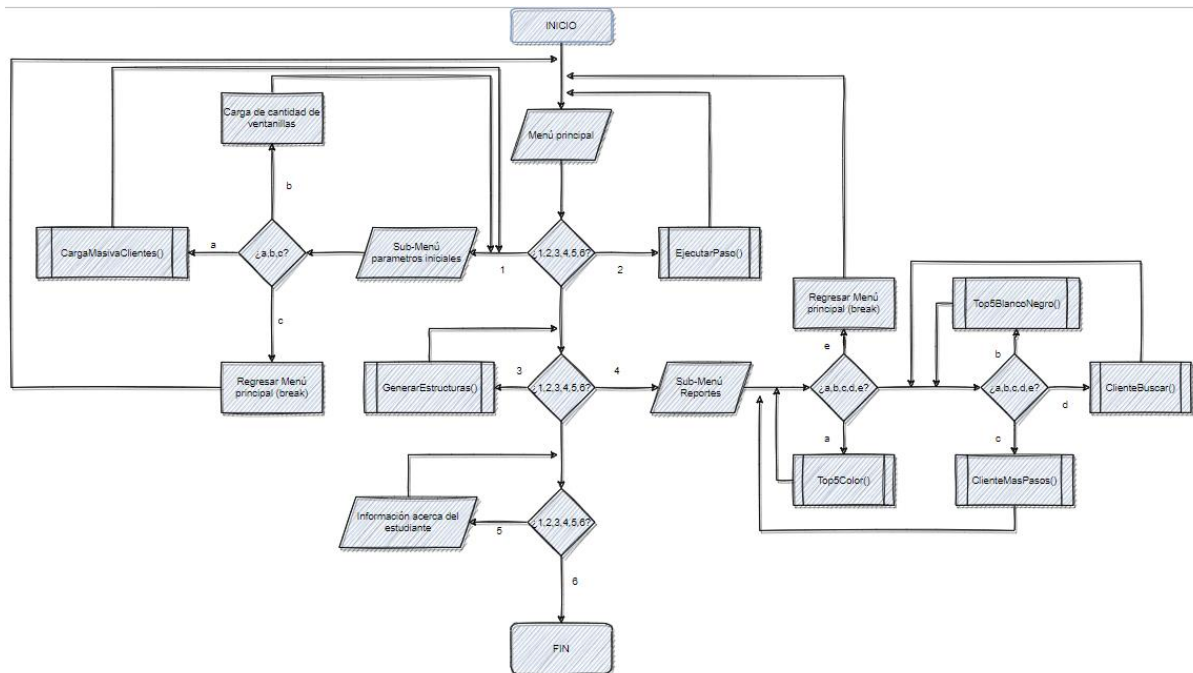 INICIO
Menú principal
Carga de cantidad de
ventanillas
b
CargaMasivaClientes()
a
¿a,b,c?
Sub-Menú
parametros iniciales
1
¿1,2,3,4,5,6?
2
EjecutarPaso()
c
Regresar Menú
principal (break)
Regresar Menú
principal (break)
e
Top5BlancoNegro()
b
GenerarEstructuras()
3
¿1,2,3,4,5,6?
4
Sub-Menú
Reportes
¿a,b,c,d,e?
¿a,b,c,d,e?
d
ClienteBuscar()
a
c
Top5Color()
ClienteMasPasos()
Información acerca del
estudiante
5
¿1,2,3,4,5,6?
6
FIN